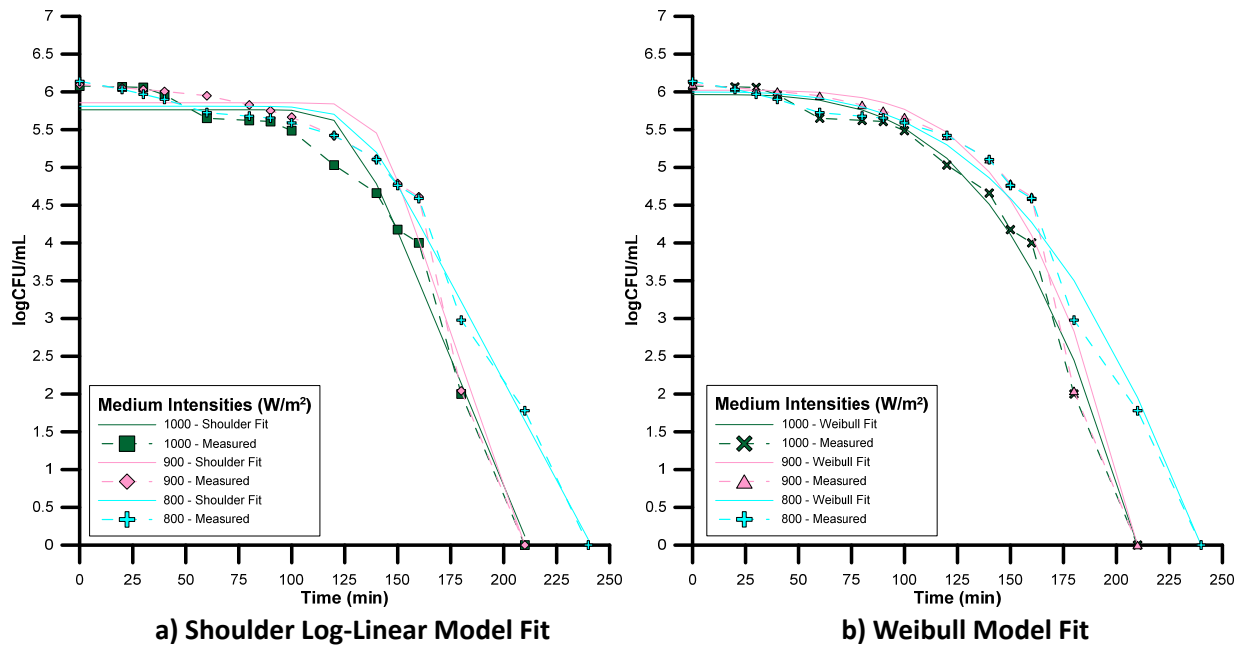 7
6.5
6
5.5
5
4.5
4
3.5
3
2.5
2
1.5
1
0.5
0
logCFU/mL
Medium Intensities (W/m²)
1000 - Shoulder Fit
1000 - Measured
900 - Shoulder Fit
900 - Measured
800 - Shoulder Fit
800 - Measured
0 25 50 75 100 125 150 175 200 225 250
Time (min)
a) Shoulder Log-Linear Model Fit
7
6.5
6
5.5
5
4.5
4
3.5
3
2.5
2
1.5
1
0.5
0
logCFU/mL
Medium Intensities (W/m²)
1000 - Weibull Fit
1000 - Measured
900 - Weibull Fit
900 - Measured
800 - Weibull Fit
800 - Measured
0 25 50 75 100 125 150 175 200 225 250
Time (min)
b) Weibull Model Fit